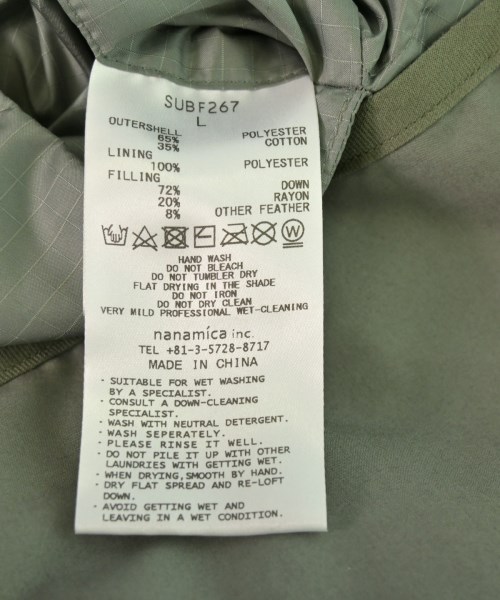 SUBF267
L
OUTERSHELL
65% POLYESTER
35% COTTON
LINING
100% POLYESTER
FILLING
72% DOWN
20% RAYON
8% OTHER FEATHER
HAND WASH
DO NOT BLEACH
DO NOT TUMBLER DRY
FLAT DRYING IN THE SHADE
DO NOT IRON
DO NOT DRY CLEAN
VERY MILD PROFESSIONAL WET-CLEANING
nanamica inc.
TEL +81-3-5728-8717
MADE IN CHINA
· SUITABLE FOR WET WASHING
BY A SPECIALIST.
· CONSULT A DOWN-CLEANING
SPECIALIST.
· WASH WITH NEUTRAL DETERGENT.
· WASH SEPERATELY.
· PLEASE RINSE IT WELL.
· DO NOT PILE IT UP WITH OTHER
LAUNDRIES WITH GETTING WET.
· WHEN DRYING,SMOOTH BY HAND.
· DRY FLAT SPREAD AND RE-LOFT
DOWN.
· AVOID GETTING WET AND
LEAVING IN A WET CONDITION.